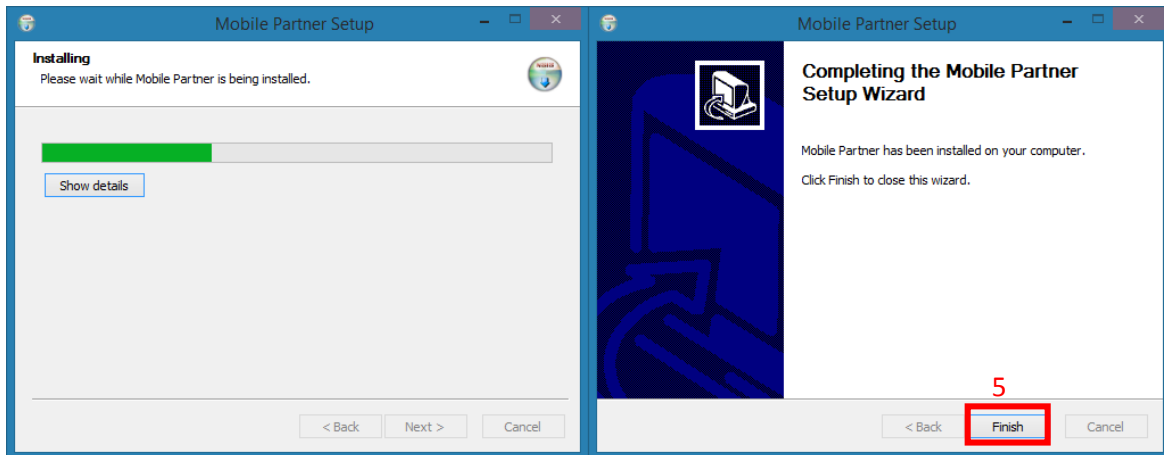 Mobile Partner Setup
Installing
Please wait while Mobile Partner is being installed.
Show details
< Back
Next >
Cancel
Mobile Partner Setup
Completing the Mobile Partner
Setup Wizard
Mobile Partner has been installed on your computer.
Click Finish to close this wizard.
5
< Back
Finish
Cancel